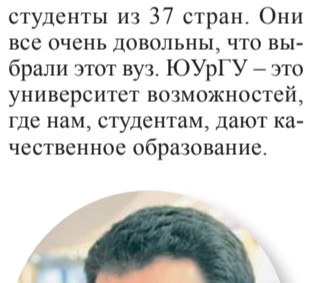 студенты из 37 стран. Они
все очень довольны, что вы-
брали этот вуз. ЮУрГУ – это
университет возможностей,
где нам, студентам, дают ка-
чественное образование.